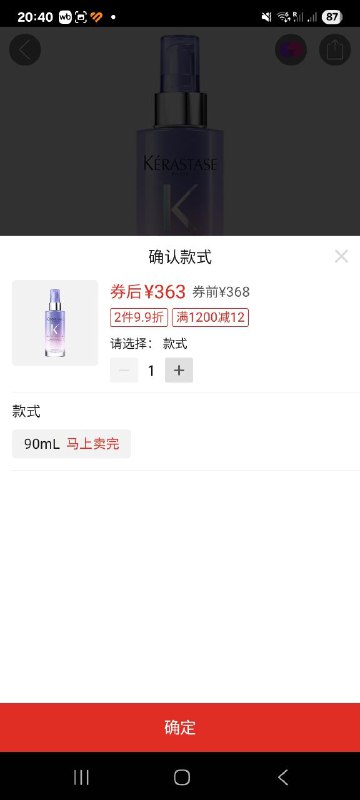 20:40
87
KÉRASTASE
PARIS
K
确认款式
券后¥363 券前¥368
2件9.9折 满1200减12
请选择： 款式
1
款式
90mL 马上卖完
确定